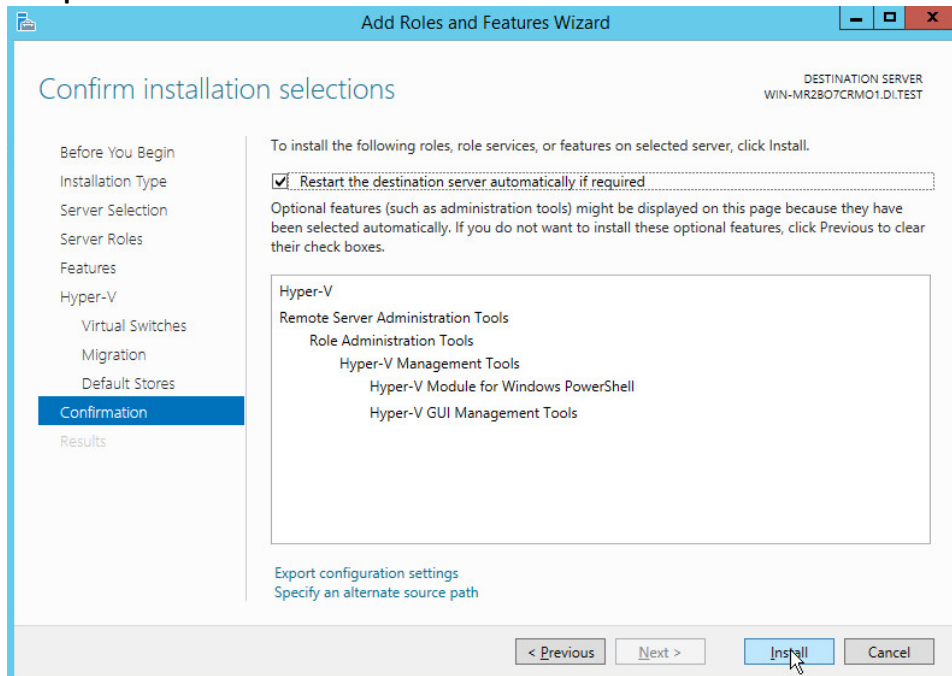 Add Roles and Features Wizard
Confirm installation selections
DESTINATION SERVER
WIN-MR2BO7CRMO1.DI.TEST
Before You Begin
Installation Type
Server Selection
Server Roles
Features
Hyper-V
Virtual Switches
Migration
Default Stores
Confirmation
Results
To install the following roles, role services, or features on selected server, click Install.
Restart the destination server automatically if required
Optional features (such as administration tools) might be displayed on this page because they have
been selected automatically. If you do not want to install these optional features, click Previous to clear
their check boxes.
Hyper-V
Remote Server Administration Tools
Role Administration Tools
Hyper-V Management Tools
Hyper-V Module for Windows PowerShell
Hyper-V GUI Management Tools
Export configuration settings
Specify an alternate source path
< Previous
Next >
Install
Cancel